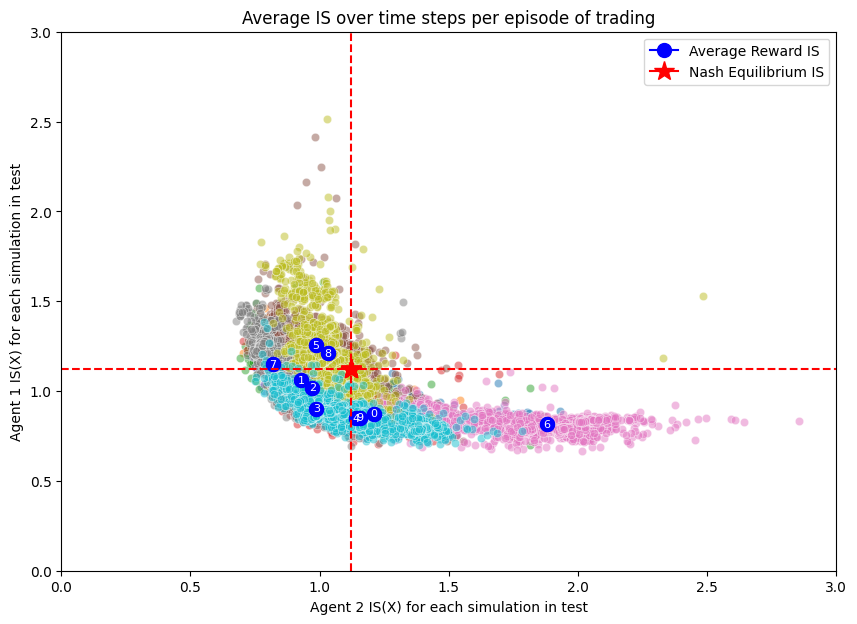 Average IS over time steps per episode of trading
Average Reward IS
Nash Equilibrium IS
Agent 1 IS(X) for each simulation in test
3.0
2.5
2.0
1.5
1.0
0.5
0.0
5
8
7
1
2
3
4
9
0
6
0.0 0.5 1.0 1.5 2.0 2.5 3.0
Agent 2 IS(X) for each simulation in test